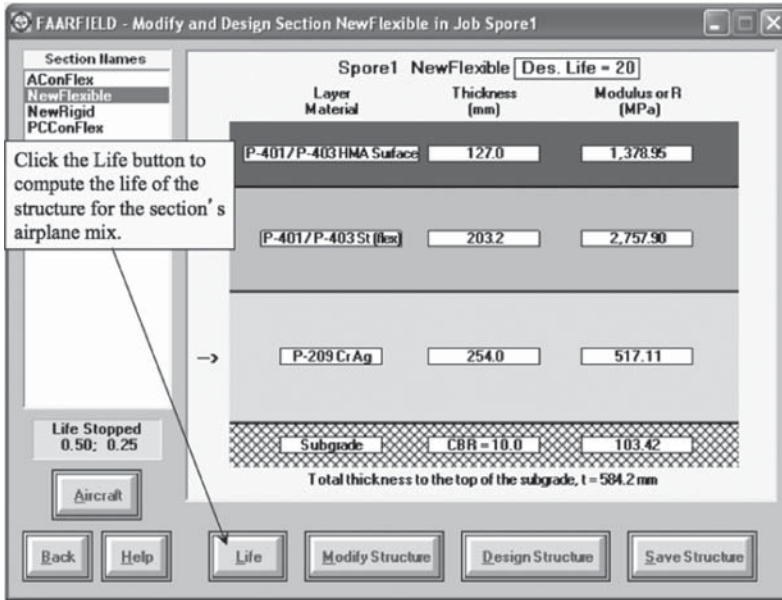 FAARFIELD - Modify and Design Section NewFlexible in Job Spore1
Section Names
AConFlex
NewFlexible
NewRigid
PCConFlex
Click the Life button to
compute the life of the
structure for the section's
airplane mix.
Spore1 NewFlexible Des. Life = 20
Layer Material Thickness (mm) Modulus or R (MPa)
P-401/ P-403 HMA Surface 127.0 1,378.95
P-401/ P-403 St (flex) 203.2 2,757.90
--> P-209 Cr Ag 254.0 517.11
Subgrade CBR = 10.0 103.42
Total thickness to the top of the subgrade, t = 584.2 mm
Life Stopped
0.50; 0.25
Aircraft
Back Help Life Modify Structure Design Structure Save Structure